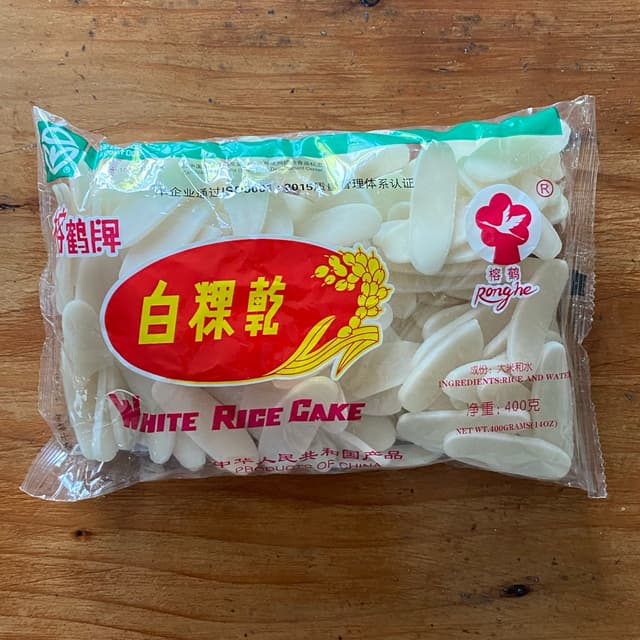 本企业通过ISO9001:2015质量管理体系认证
榕鹤牌
®
榕鹤
Ronghe
白粿乾
WHITE RICE CAKE
成份：大米和水
INGREDIENTS:RICE AND WATER
净重：400克
NET WT.400GRAMS(14OZ)
中华人民共和国产品
PRODUCTS OF CHINA